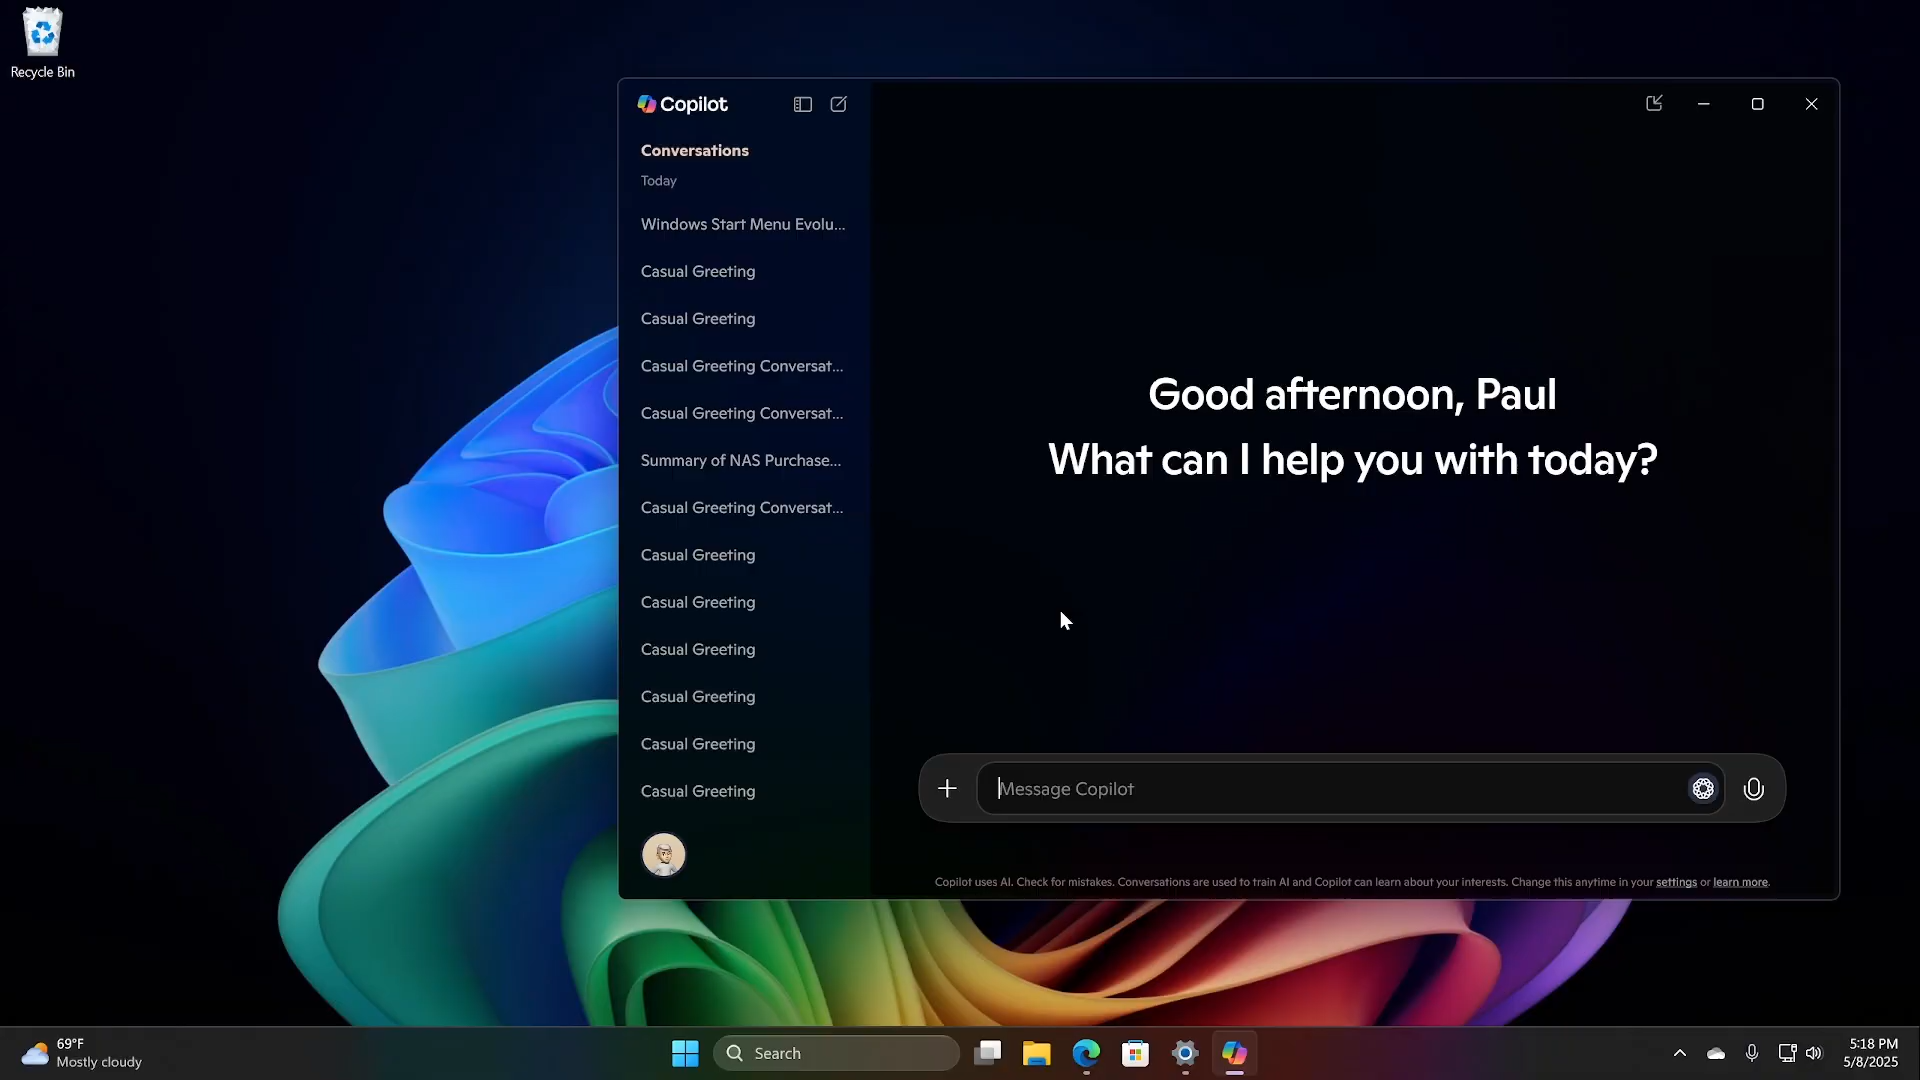 Recycle Bin
Copilot
Conversations
Today
Windows Start Menu Evolu...
Casual Greeting
Casual Greeting
Casual Greeting Conversat...
Casual Greeting Conversat...
Summary of NAS Purchase...
Casual Greeting Conversat...
Casual Greeting
Casual Greeting
Casual Greeting
Casual Greeting
Casual Greeting
Casual Greeting
Good afternoon, Paul
What can I help you with today?
Message Copilot
Copilot uses AI. Check for mistakes. Conversations are used to train AI and Copilot can learn about your interests. Change this anytime in your settings or learn more.
69°F
Mostly cloudy
Search
5:18 PM
5/8/2025